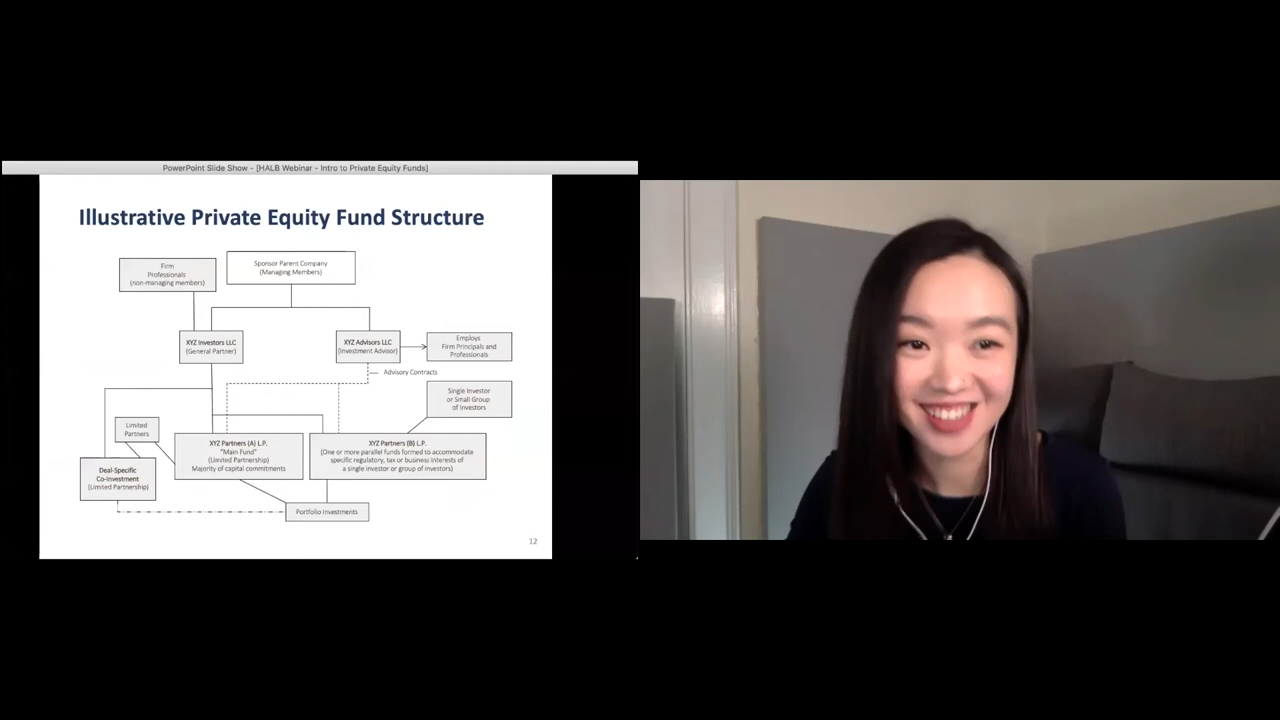 PowerPoint Slide Show - [HALB Webinar - Intro to Private Equity Funds]
Illustrative Private Equity Fund Structure
Firm
Professionals
(non-managing members)
Sponsor Parent Company
(Managing Members)
XYZ Investors LLC
(General Partner)
XYZ Advisors LLC
(Investment Advisor)
Employs
Firm Principals and
Professionals
Advisory Contracts
Single Investor
or Small Group
of Investors
Limited
Partners
XYZ Partners (A) L.P.
"Main Fund"
(Limited Partnership)
Majority of capital commitments
XYZ Partners (B) L.P.
(One or more parallel funds formed to accommodate
specific regulatory, tax or business interests of
a single investor or group of investors)
Deal-Specific
Co-Investment
(Limited Partnership)
Portfolio Investments
12